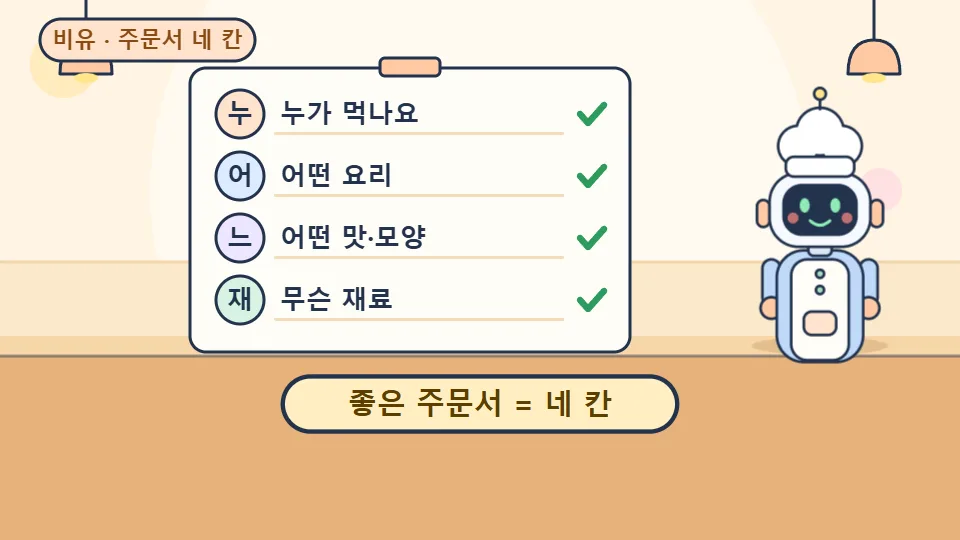 비유 · 주문서 네 칸
누 누가 먹나요
어 어떤 요리
느 어떤 맛·모양
재 무슨 재료
좋은 주문서 = 네 칸